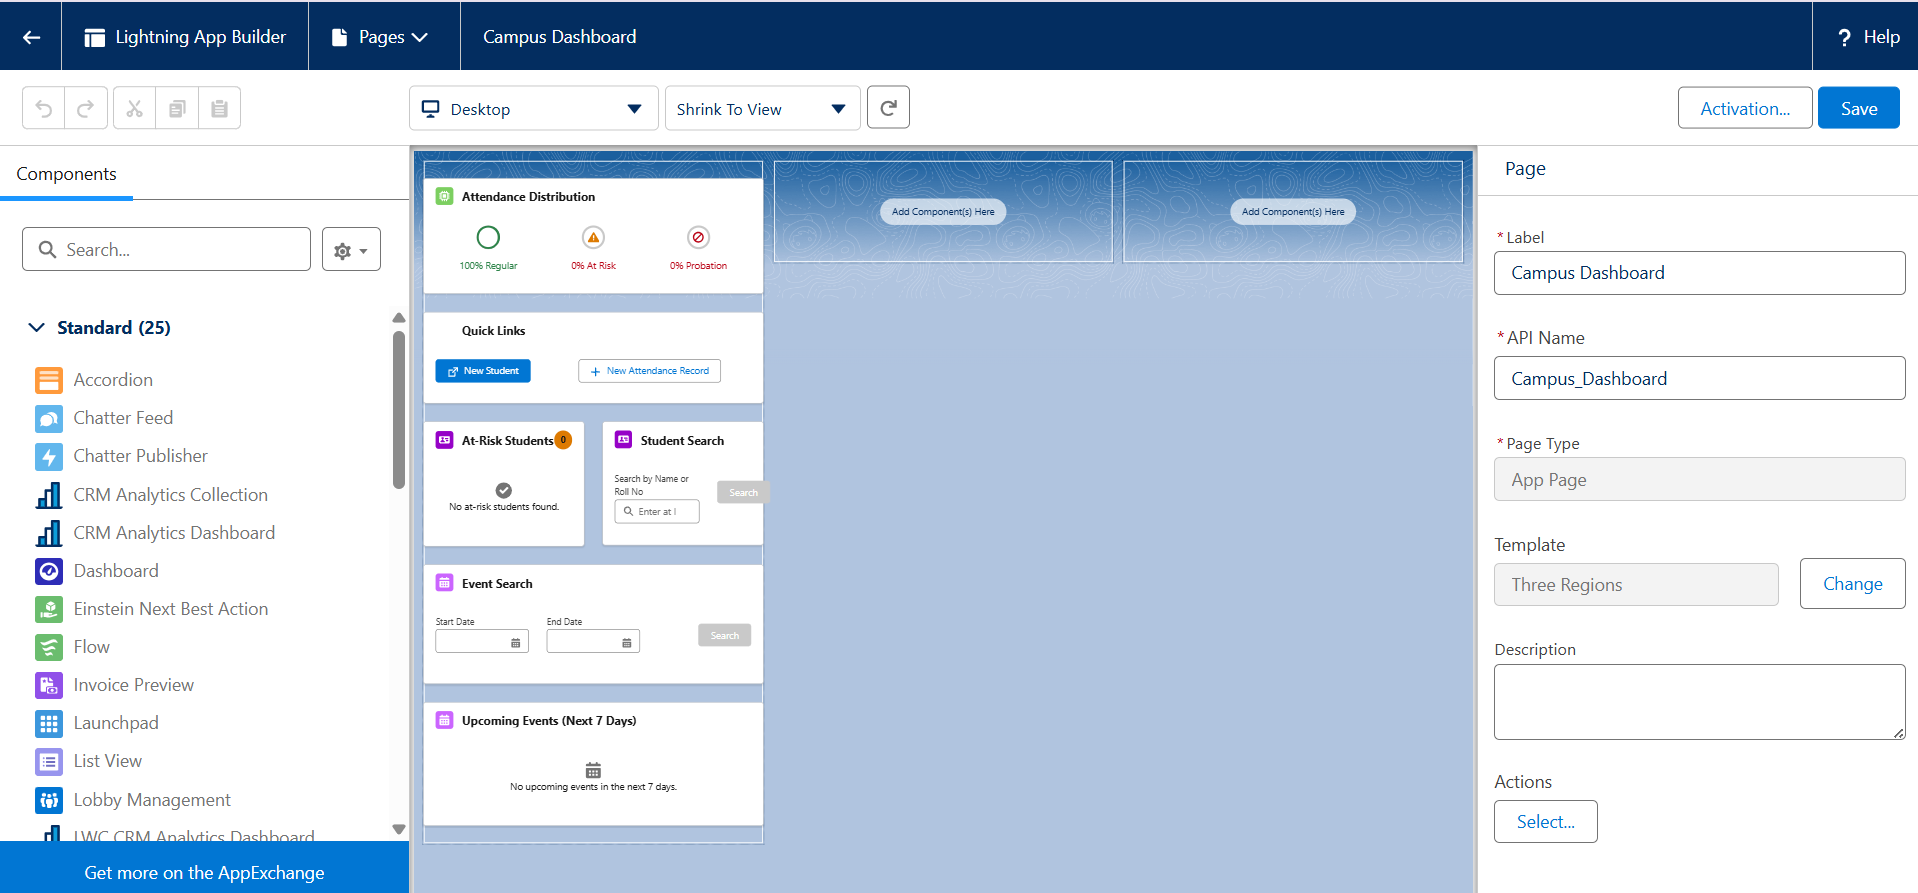 Lightning App Builder
Pages
Campus Dashboard
? Help
Desktop
Shrink To View
Activation...
Save
Components
Search...
Standard (25)
Accordion
Chatter Feed
Chatter Publisher
CRM Analytics Collection
CRM Analytics Dashboard
Dashboard
Einstein Next Best Action
Flow
Invoice Preview
Launchpad
List View
Lobby Management
LWC CRM Analytics Dashboard
Get more on the AppExchange
Attendance Distribution
100% Regular
0% At Risk
0% Probation
Quick Links
New Student
New Attendance Record
At-Risk Students 0
No at-risk students found.
Student Search
Search by Name or
Roll No
Enter at l
Search
Event Search
Start Date
End Date
Search
Upcoming Events (Next 7 Days)
No upcoming events in the next 7 days.
Add Component(s) Here
Add Component(s) Here
Page
*Label
Campus Dashboard
*API Name
Campus_Dashboard
*Page Type
App Page
Template
Three Regions
Change
Description
Actions
Select...